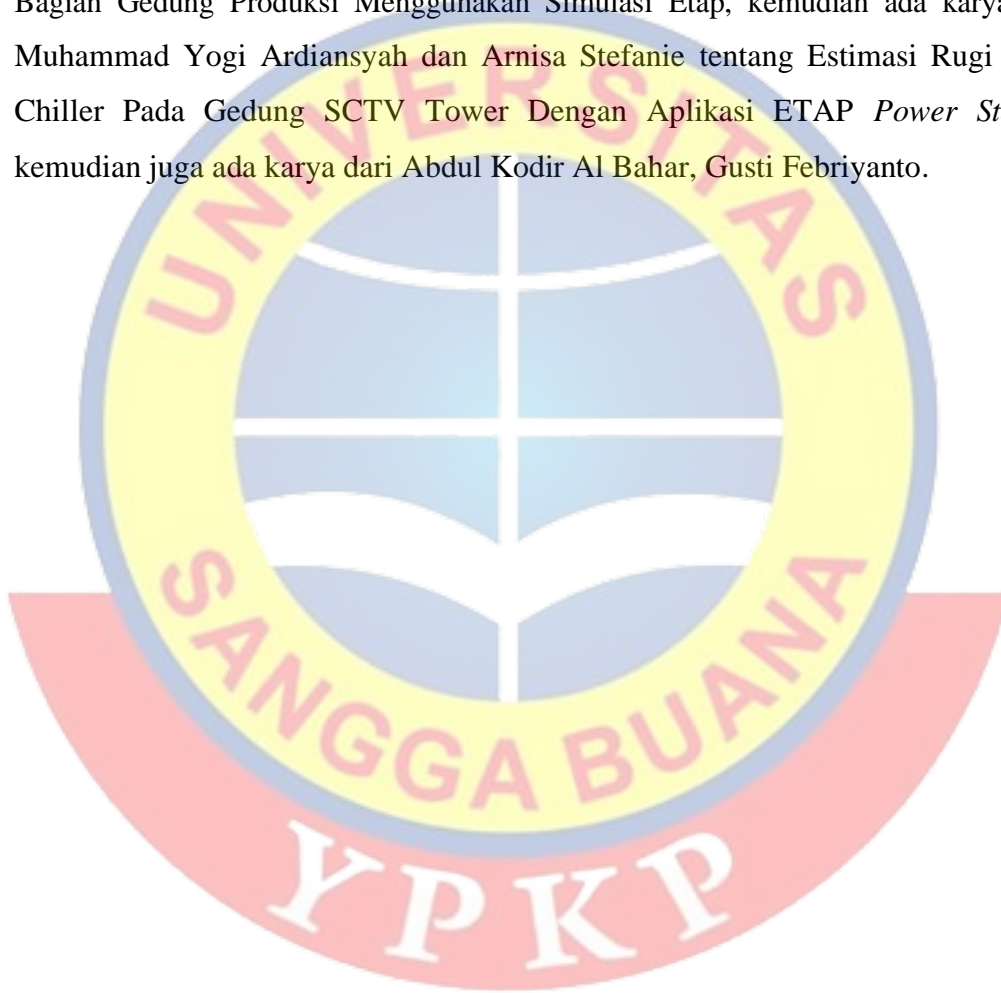 Bagian Gedung Produksi Menggunakan Simulasi Etap, kemudian ada karya
Muhammad Yogi Ardiansyah dan Arnisa Stefanie tentang Estimasi Rugi
Chiller Pada Gedung SCTV Tower Dengan Aplikasi ETAP Power
kemudian juga ada karya dari Abdul Kodir Al Bahar, Gusti Febriyanto.
UNIVERSITAS
SANGGA BUANA
YPKP